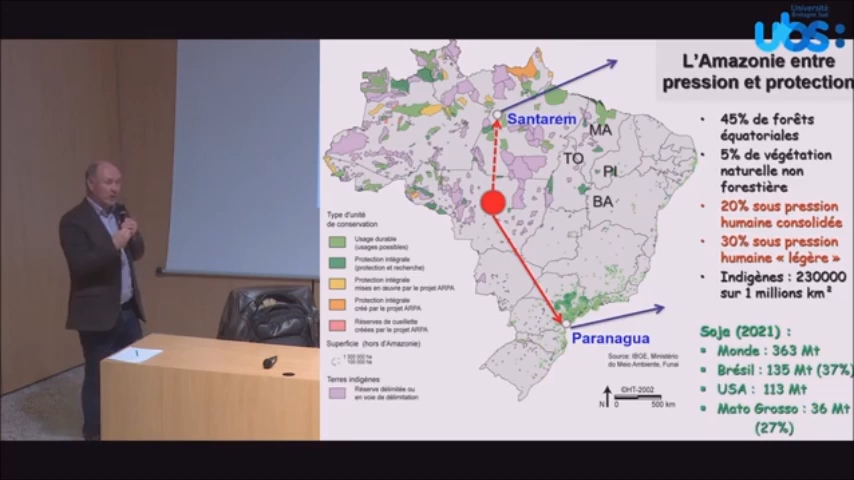 Université
Bretagne Sud
ubs:
L'Amazonie entre
pression et protection
• 45% de forêts
équatoriales
• 5% de végétation
naturelle non
forestière
• 20% sous pression
humaine consolidée
• 30% sous pression
humaine « légère »
• Indigènes : 230000
sur 1 millions km²
Soja (2021) :
▪ Monde : 363 Mt
▪ Brésil : 135 Mt (37%)
▪ USA : 113 Mt
▪ Mato Grosso : 36 Mt
(27%)
Santarem
MA
TO
PI
BA
Paranagua
Type d'unité
de conservation
Usage durable
(usages possibles)
Protection intégrale
(protection et recherche)
Protection intégrale
mises en œuvre par le projet ARPA
Protection intégrale
créé par le projet ARPA
Réserves de cueillette
créées par le projet ARPA
Superficie (hors d'Amazonie)
1 000 000 ha
100 000 ha
Terres indigènes
Réserve délimitée ou
en voie de délimitation
Source: IBGE, Ministério
do Meio Ambiente, Funai
©HT-2002
N
0 500 km